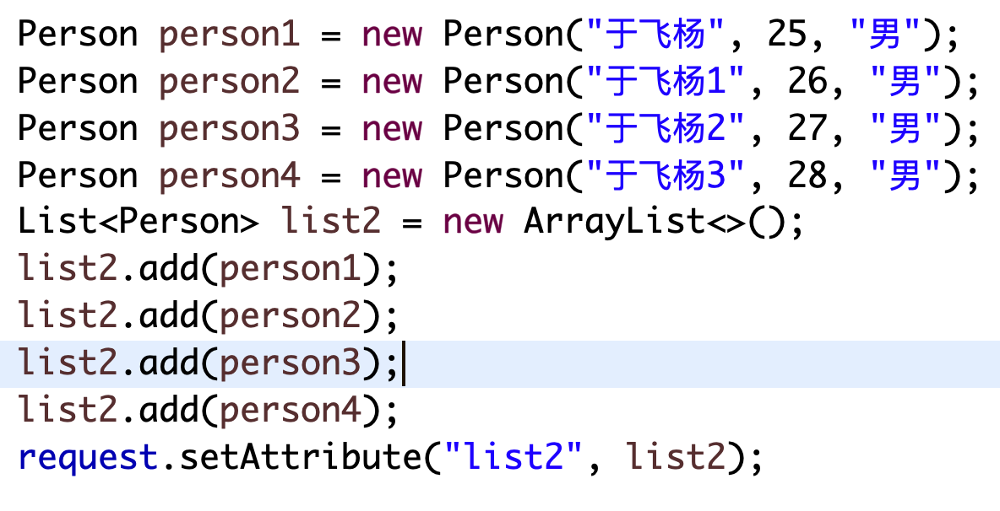 Person person1 = new Person("于飞杨", 25, "男");
Person person2 = new Person("于飞杨1", 26, "男");
Person person3 = new Person("于飞杨2", 27, "男");
Person person4 = new Person("于飞杨3", 28, "男");
List<Person> list2 = new ArrayList<>();
list2.add(person1);
list2.add(person2);
list2.add(person3);
list2.add(person4);
request.setAttribute("list2", list2);